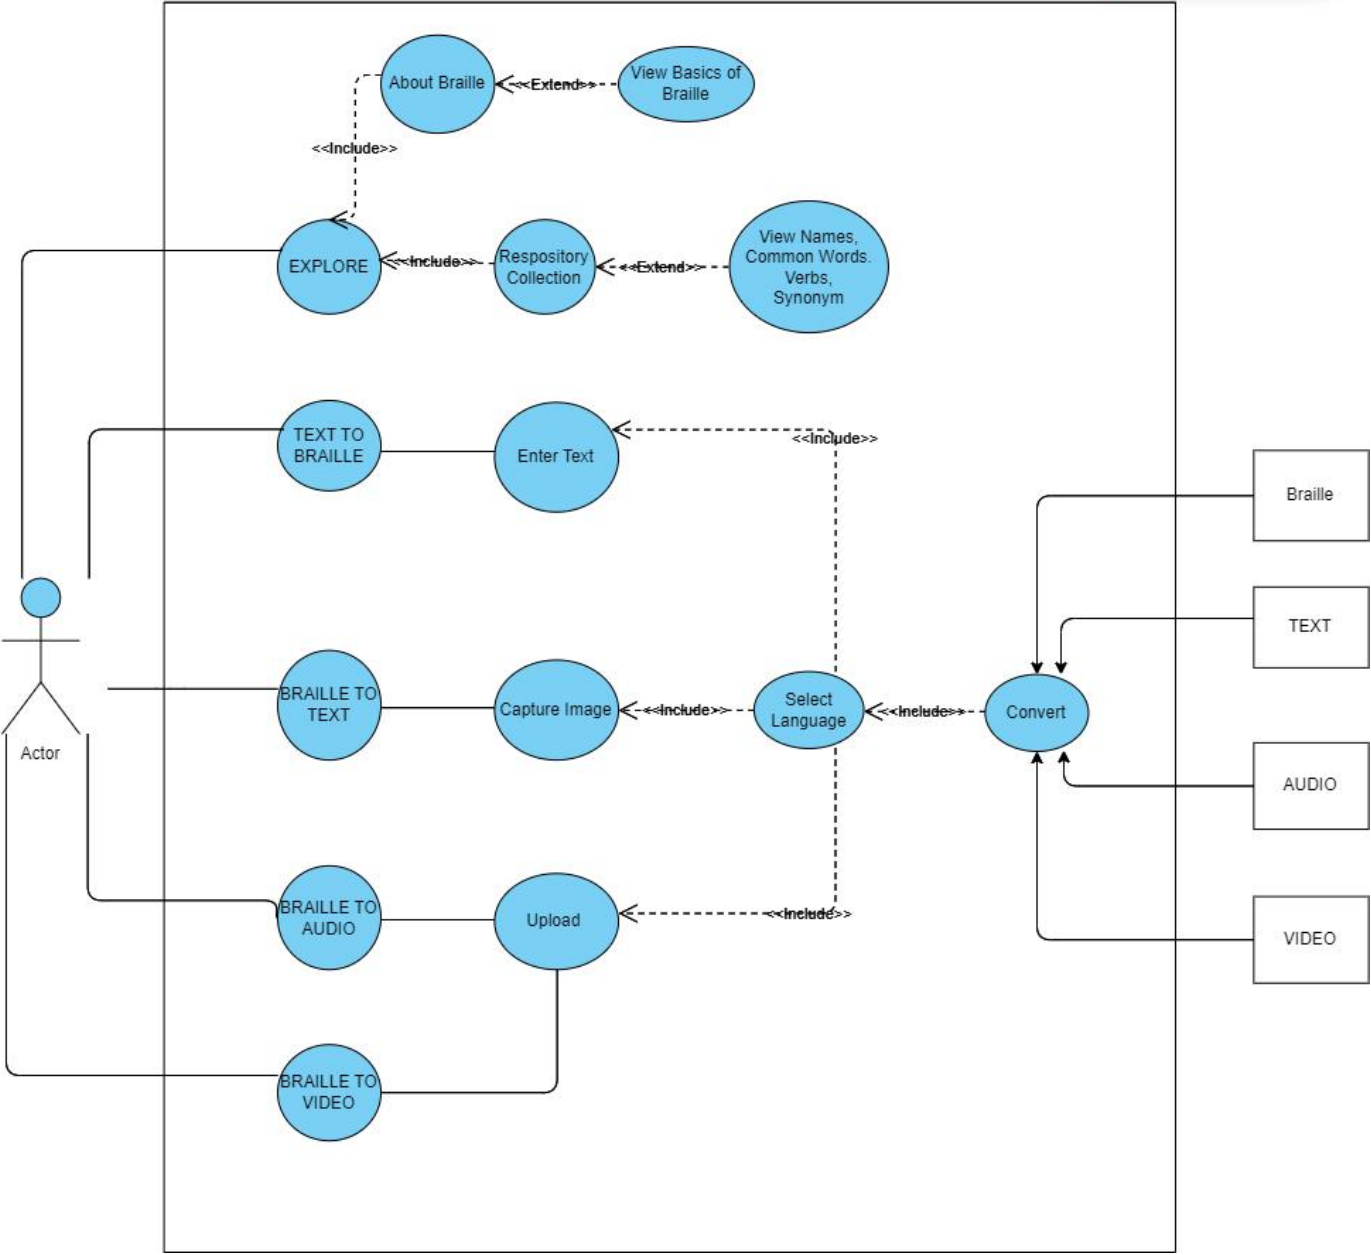 About Braille
<<Extend>>
View Basics of
Braille
<<Include>>
EXPLORE
<<Include>>
Respository
Collection
<<Extend>>
View Names,
Common Words.
Verbs,
Synonym
TEXT TO
BRAILLE
Enter Text
<<Include>>
Braille
TEXT
Actor
BRAILLE TO
TEXT
Capture Image
<<Include>>
Select
Language
<<Include>>
Convert
AUDIO
BRAILLE TO
AUDIO
Upload
<<Include>>
VIDEO
BRAILLE TO
VIDEO